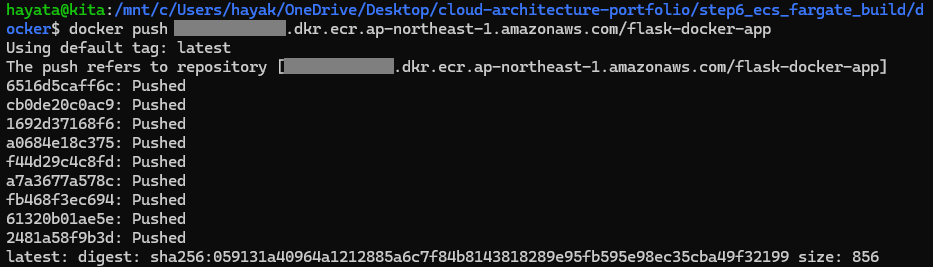 hayata@kita:/mnt/c/Users/hayak/OneDrive/Desktop/cloud-architecture-portfolio/step6_ecs_fargate_build/d
ocker$ docker push .dkr.ecr.ap-northeast-1.amazonaws.com/flask-docker-app
Using default tag: latest
The push refers to repository [.dkr.ecr.ap-northeast-1.amazonaws.com/flask-docker-app]
6516d5caff6c: Pushed
cb0de20c0ac9: Pushed
1692d37168f6: Pushed
a0684e18c375: Pushed
f44d29c4c8fd: Pushed
a7a3677a578c: Pushed
fb468f3ec694: Pushed
61320b01ae5e: Pushed
2481a58f9b3d: Pushed
latest: digest: sha256:059131a40964a1212885a6c7f84b8143818289e95fb595e98ec35cba49f32199 size: 856